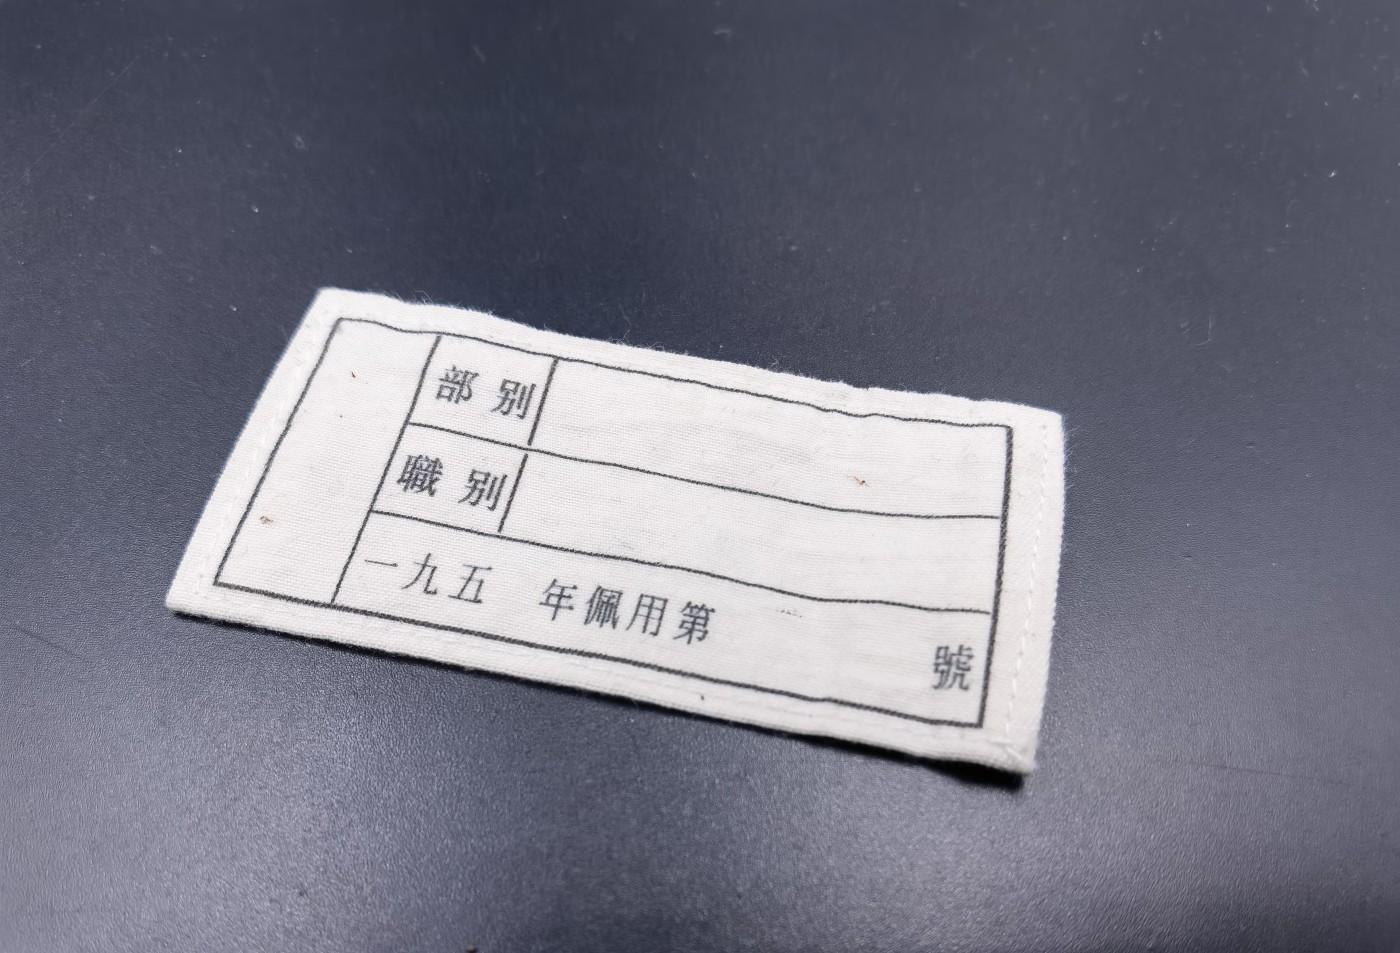 部别
職别
一九五 年佩用第 號